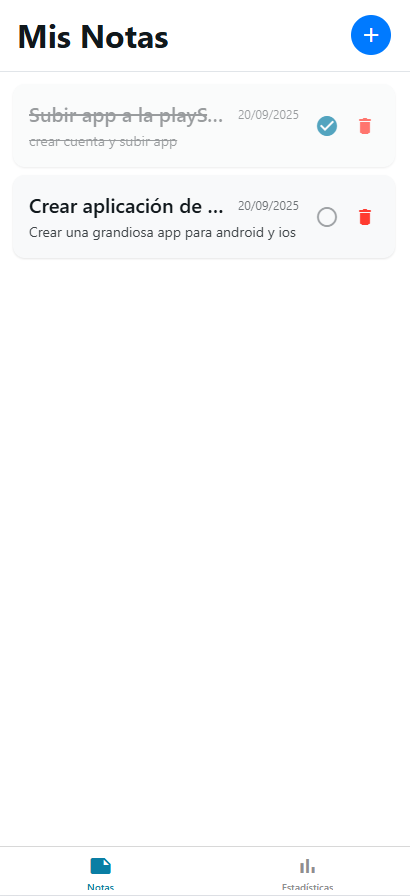 Mis Notas
Subir app a la playS... 20/09/2025
crear cuenta y subir app
Crear aplicación de ... 20/09/2025
Crear una grandiosa app para android y ios
Notas Estadísticas